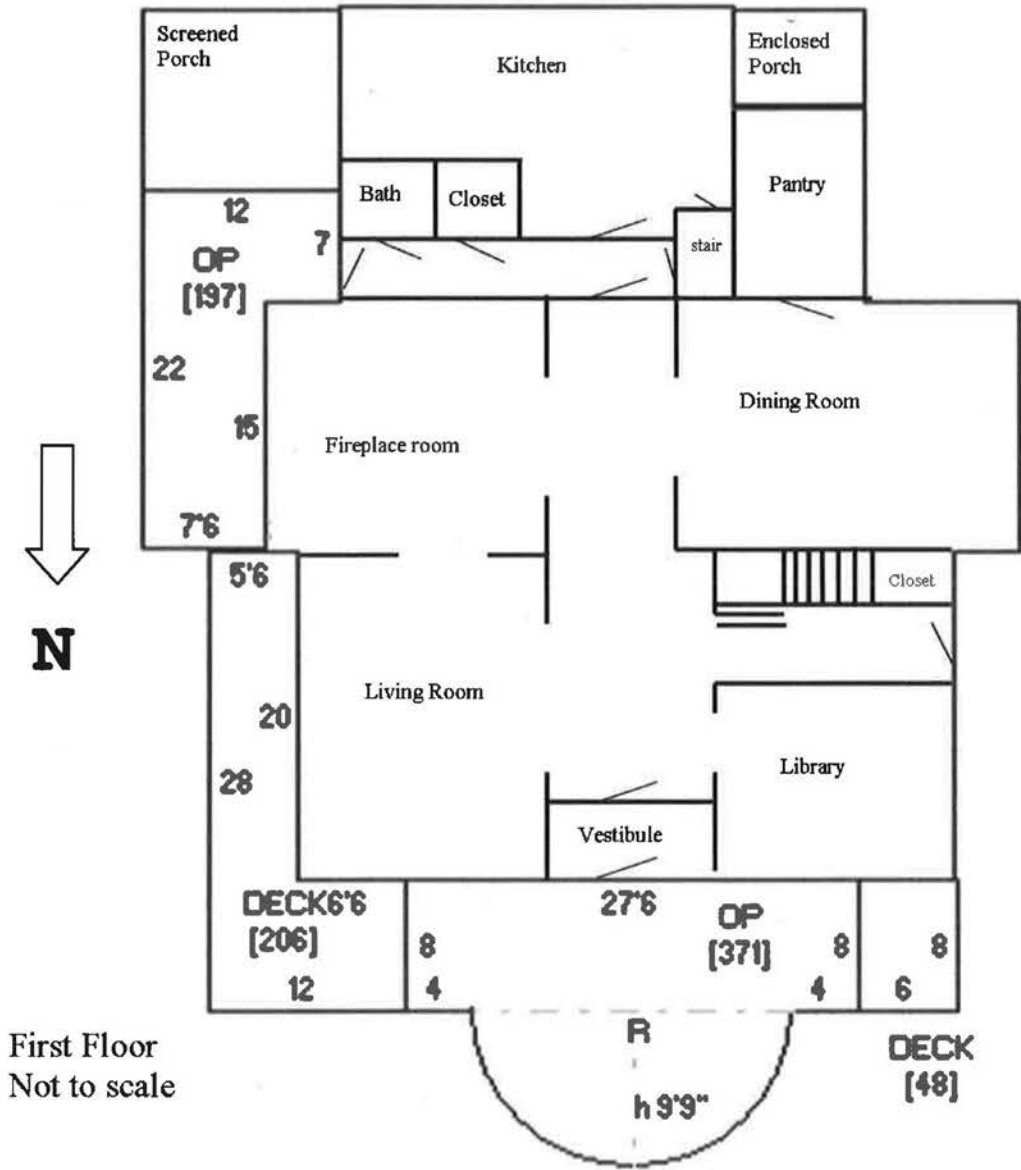 Screened
Porch
Kitchen
Enclosed
Porch
Bath
Closet
Pantry
12
7
stair
OP
[197]
22
15
Fireplace room
Dining Room
7'6
5'6
Closet
N
Living Room
20
28
Library
Vestibule
DECK 6'6
[206]
27'6
OP
[371]
8
8
8
12
4
4
6
R
DECK
[48]
h 9'9"
First Floor
Not to scale